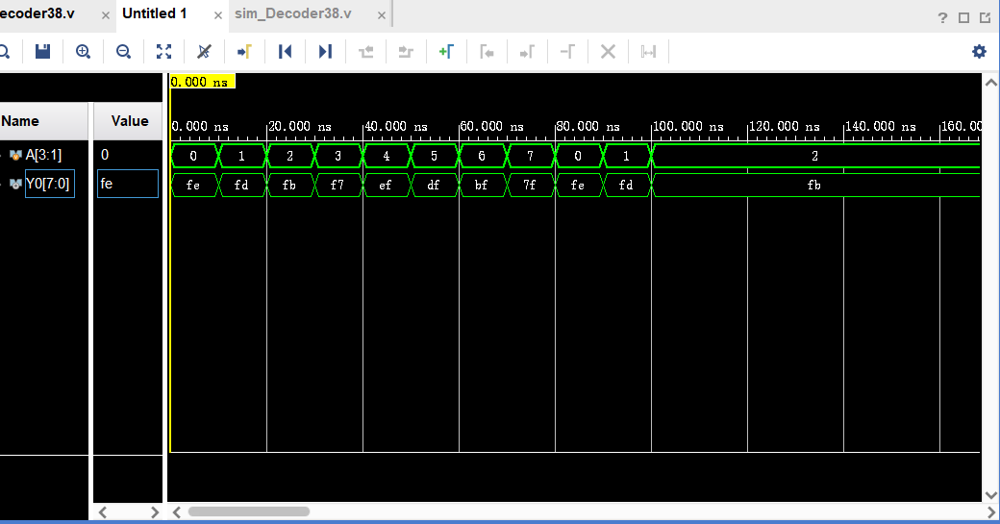 ecoder38.v × Untitled 1 × sim_Decoder38.v ×
?
0.000 ns
Name Value
0.000 ns 20.000 ns 40.000 ns 60.000 ns 80.000 ns 100.000 ns 120.000 ns 140.000 ns 160.00
A[3:1] 0 0 1 2 3 4 5 6 7 0 1 2
Y0[7:0] fe fe fd fb f7 ef df bf 7f fe fd fb